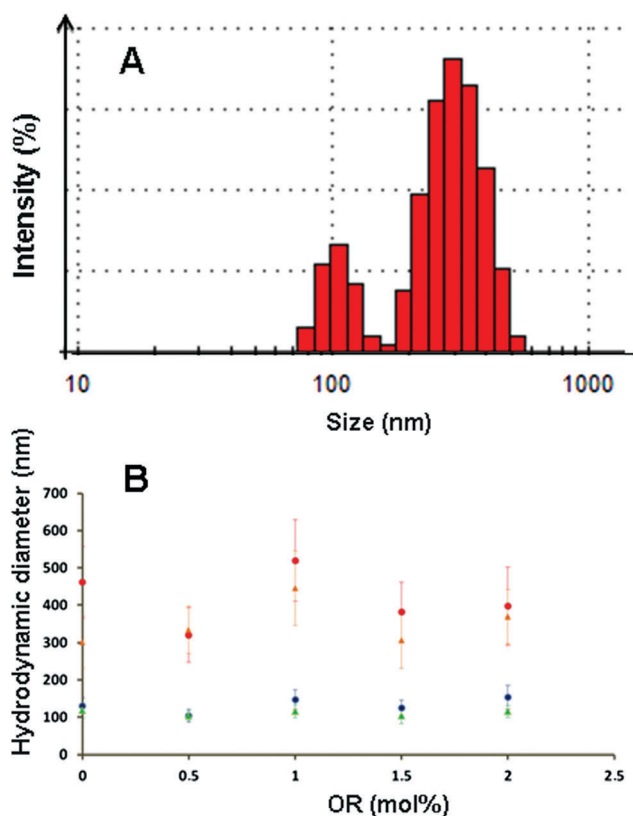 A
Intensity (%)
10 100 1000
Size (nm)
B
Hydrodynamic diameter (nm)
700
600
500
400
300
200
100
0
0 0.5 1 1.5 2 2.5
OR (mol%)